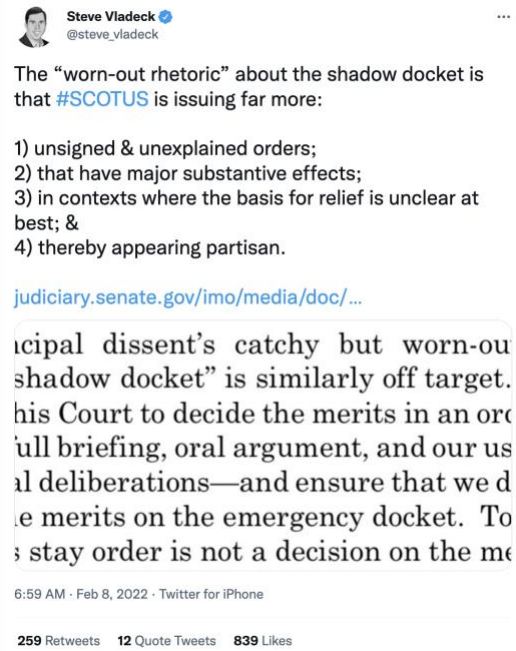 Steve Vladeck
@steve_vladeck
The “worn-out rhetoric” about the shadow docket is
that #SCOTUS is issuing far more:
1) unsigned & unexplained orders;
2) that have major substantive effects;
3) in contexts where the basis for relief is unclear at
best; &
4) thereby appearing partisan.
judiciary.senate.gov/imo/media/doc/...
cipal dissent’s catchy but worn-ou
shadow docket” is similarly off target.
his Court to decide the merits in an ord
ull briefing, oral argument, and our us
al deliberations—and ensure that we d
e merits on the emergency docket. To
s stay order is not a decision on the me
6:59 AM · Feb 8, 2022 · Twitter for iPhone
259 Retweets 12 Quote Tweets 839 Likes